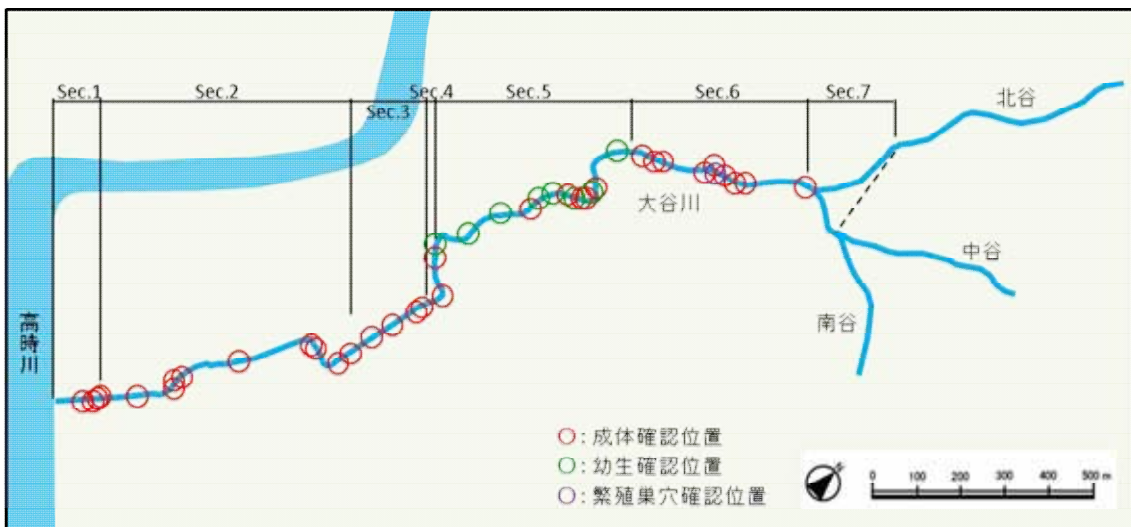 Sec.1
Sec.2
Sec.3
Sec.4
Sec.5
Sec.6
Sec.7
北谷
大谷川
中谷
南谷
高時川
○：成体確認位置
○：幼生確認位置
○：繁殖巣穴確認位置
N
0 100 200 300 400 500 m